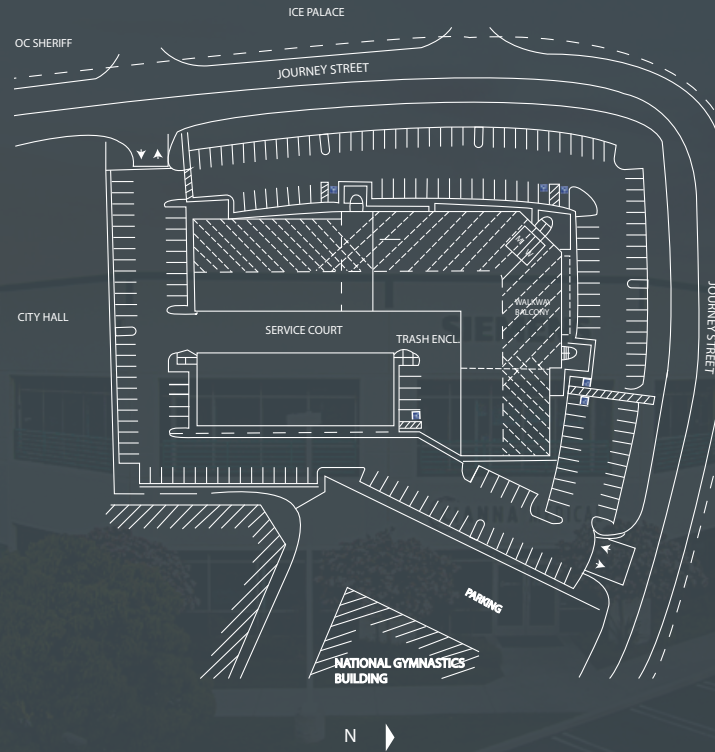 ICE PALACE
OC SHERIFF
JOURNEY STREET
JOURNEY STREET
WALKWAY
BALCONY
CITY HALL
SERVICE COURT
TRASH ENCL.
PARKING
NATIONAL GYMNASTICS
BUILDING
N